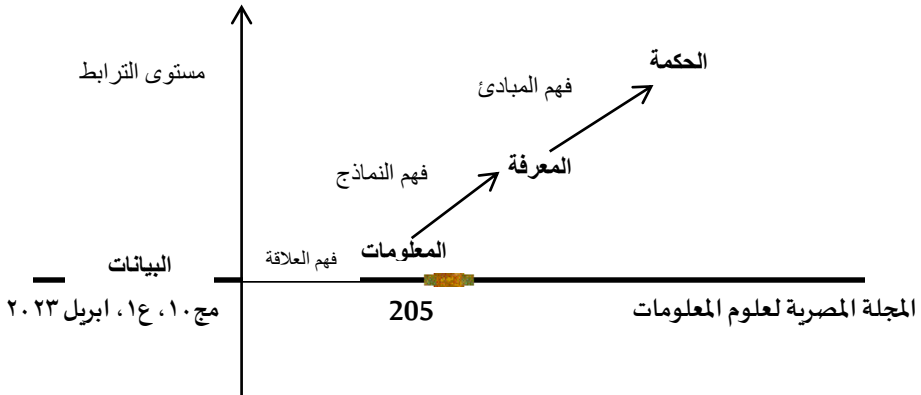 الحكمة
مستوى الترابط
فهم المبادئ
المعرفة
فهم النماذج
المعلومات
فهم العلاقة
البيانات
المجلة المصرية لعلوم المعلومات 205 مج١٠، ع١، ابريل ٢٠٢٣